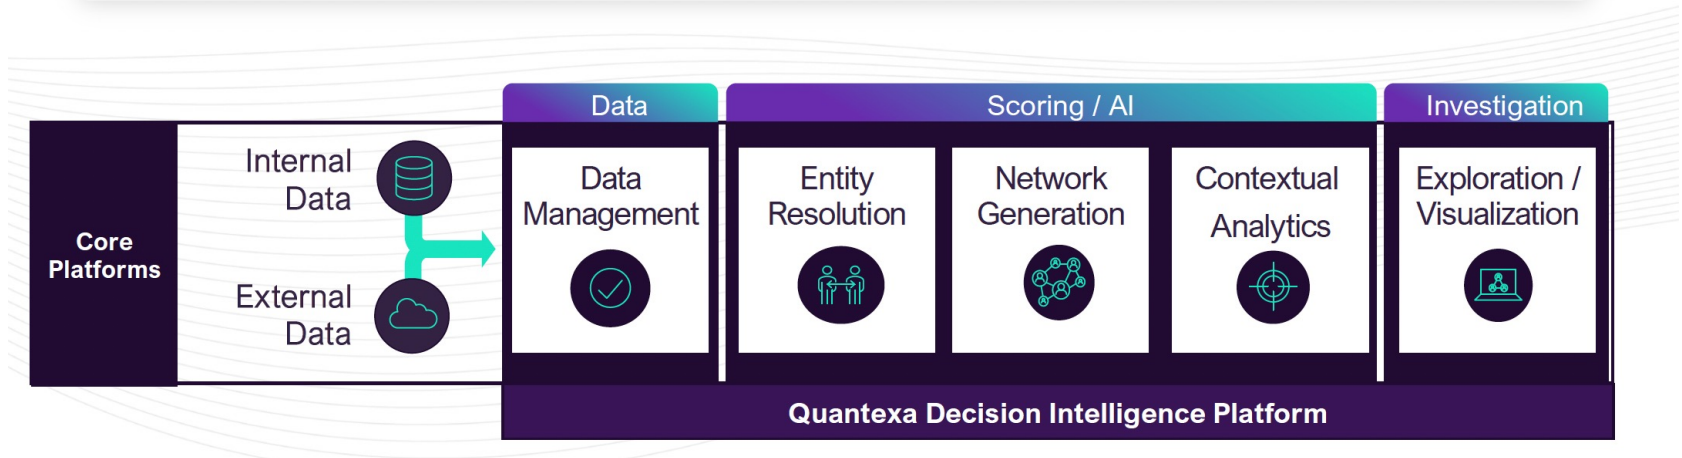 Data
Scoring / AI
Investigation
Core
Platforms
Internal
Data
External
Data
Data
Management
Entity
Resolution
Network
Generation
Contextual
Analytics
Exploration /
Visualization
Quantexa Decision Intelligence Platform